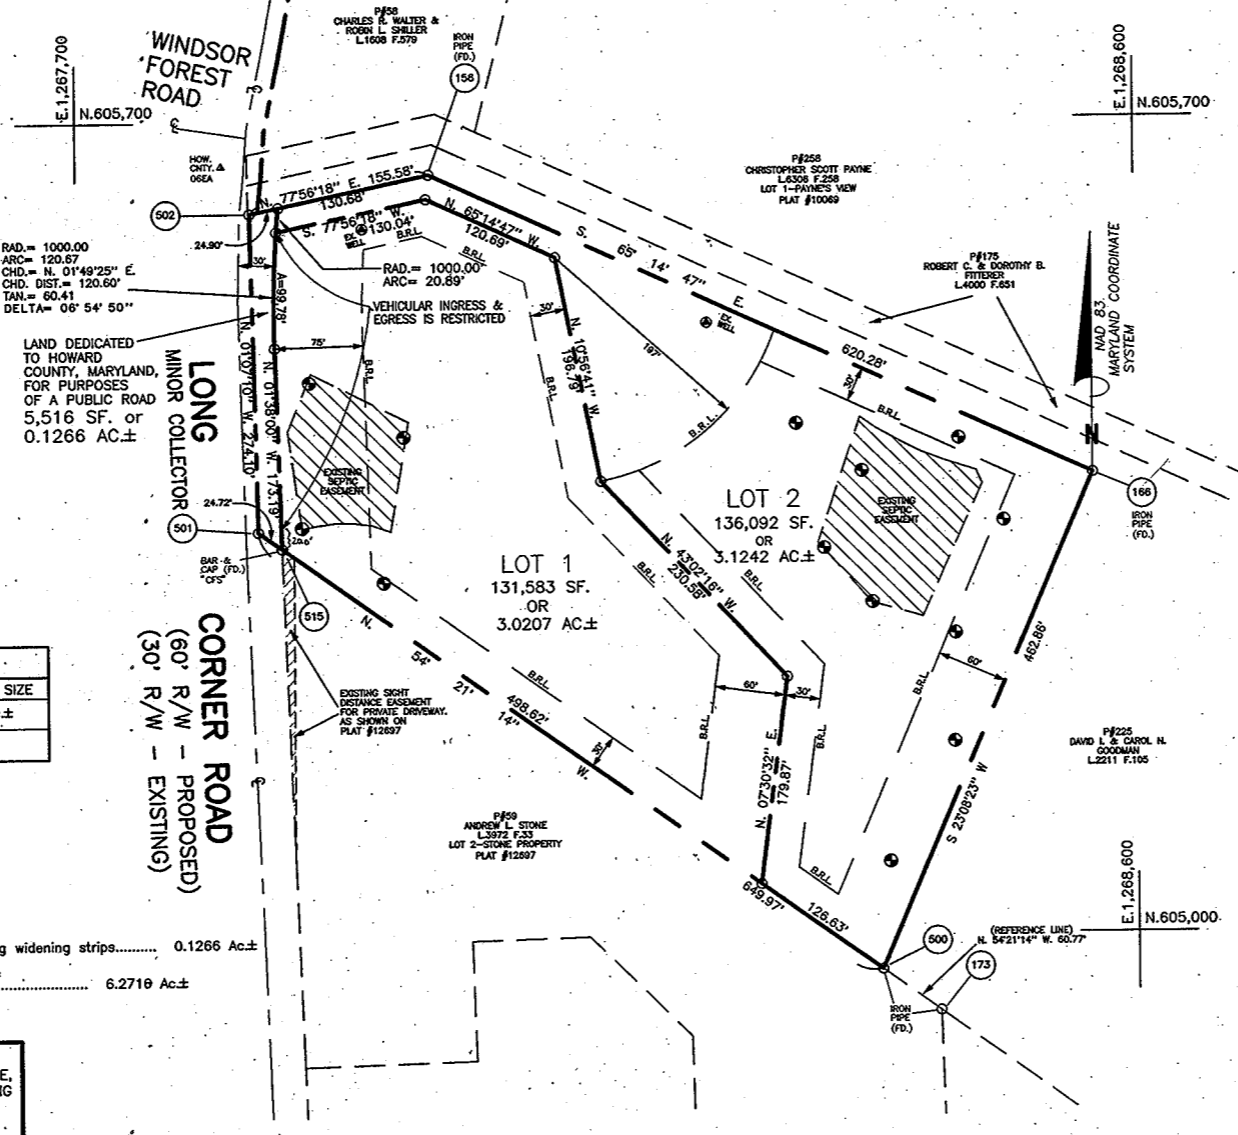 P#58
CHARLES R. WALTER &
ROBIN L. SHILLER
L.1608 F.579
IRON
PIPE
(FD.)
158
E.1,267,700
N.605,700
WINDSOR
FOREST
ROAD
HOW.
CNTY.
06EA
E.1,268,600
N.605,700
P#258
CHRISTOPHER SCOTT PAYNE
L.6306 F.258
LOT 1-PAYNE'S VIEW
PLAT #10069
502
N. 77°56'18" E. 155.58'
130.68'
S. 77°56'18" W.
130.04'
EX.
WELL
24.90'
30'
N. 65°14'47" W.
120.69'
S. 65° 14' 47" E.
620.28'
RAD.= 1000.00
ARC= 120.67
CHD.= N. 01°49'25" E.
CHD. DIST.= 120.60'
TAN.= 60.41
DELTA= 06° 54' 50"
RAD.= 1000.00'
ARC= 20.89'
VEHICULAR INGRESS &
EGRESS IS RESTRICTED
A=99.78'
P#175
ROBERT C. & DOROTHY B.
FITTERER
L.4000 F.651
NAD 83
MARYLAND COORDINATE
SYSTEM
N
LAND DEDICATED
TO HOWARD
COUNTY, MARYLAND,
FOR PURPOSES
OF A PUBLIC ROAD
5,516 SF. or
0.1266 AC.±
LONG
MINOR COLLECTOR
N. 01°07'10" W. 274.10'
N. 01°38'00" W. 173.19'
75'
B.R.L.
B.R.L.
30'
B.R.L.
N. 10°56'41" W.
196.79'
197'
B.R.L.
EX.
WELL
30'
B.R.L.
EXISTING
SEPTIC
EASEMENT
EXISTING
SEPTIC
EASEMENT
166
IRON
PIPE
(FD.)
24.72'
501
BAR &
CAP (FD.)
"CFS"
20.6'
515
LOT 1
131,583 SF.
OR
3.0207 AC.±
LOT 2
136,092 SF.
OR
3.1242 AC.±
B.R.L.
N. 43°02'16" W.
230.58'
462.86'
60'
B.R.L.
CORNER ROAD
(60' R/W - PROPOSED)
(30' R/W - EXISTING)
EXISTING SIGHT
DISTANCE EASEMENT
FOR PRIVATE DRIVEWAY.
AS SHOWN ON
PLAT #12697
N. 54° 21' 14" W.
498.62'
B.R.L.
30'
60'
30'
B.R.L.
B.R.L.
N. 07°30'32" E.
179.87'
S 23°08'23" W
P#225
DAVID I. & CAROL H.
GOODMAN
L.2211 F.105
SIZE
.±
P#59
ANDREW L. STONE
L.3972 F.33
LOT 2-STONE PROPERTY
PLAT #12697
B.R.L.
649.97'
126.63'
E.1,268,600
N.605,000
(REFERENCE LINE)
N. 54°21'14" W. 60.77'
500
173
IRON
PIPE
(FD.)
g widening strips......... 0.1266 Ac.±
...................... 6.2716 Ac.±
E,
IG